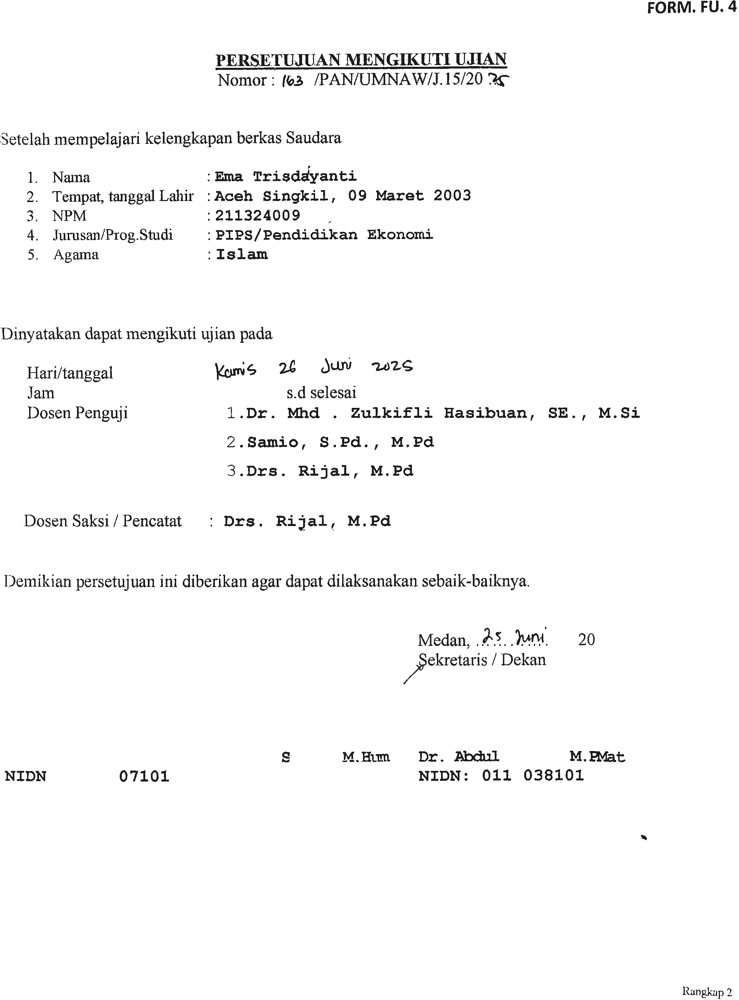 FORM. FU. 4
PERSETUJUAN MENGIKUTI UJIAN
Nomor : 163 /PAN/UMNAW/J.15/20 25
Setelah mempelajari kelengkapan berkas Saudara
1. Nama : Ema Trisdayanti
2. Tempat, tanggal Lahir : Aceh Singkil, 09 Maret 2003
3. NPM : 211324009
4. Jurusan/Prog.Studi : PIPS/Pendidikan Ekonomi
5. Agama : Islam
Dinyatakan dapat mengikuti ujian pada
Hari/tanggal Kamis 26 Juni 2025
Jam s.d selesai
Dosen Penguji 1.Dr. Mhd . Zulkifli Hasibuan, SE., M.Si
2.Samio, S.Pd., M.Pd
3.Drs. Rijal, M.Pd
Dosen Saksi / Pencatat : Drs. Rijal, M.Pd
Demikian persetujuan ini diberikan agar dapat dilaksanakan sebaik-baiknya.
Medan, 25 Juni 20
Sekretaris / Dekan
S M.Hum Dr. Abdul M.PMat
NIDN 07101 NIDN: 011 038101
Rangkap 2